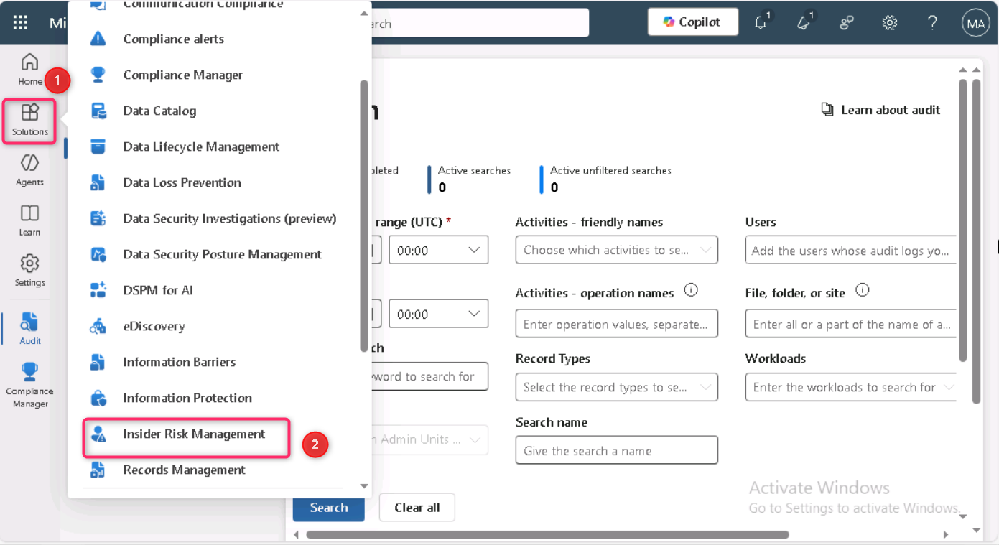 Mi
arch
Copilot
1
1
MA
Home
1
Solutions
Agents
Learn
Settings
Audit
Compliance
Manager
Communication Compliance
Compliance alerts
Compliance Manager
Data Catalog
Data Lifecycle Management
Data Loss Prevention
Data Security Investigations (preview)
Data Security Posture Management
DSPM for AI
eDiscovery
Information Barriers
Information Protection
Insider Risk Management
2
Records Management
h
Learn about audit
pleted
Active searches
0
Active unfiltered searches
0
range (UTC) *
00:00
00:00
ch
word to search for
n Admin Units ...
Activities - friendly names
Choose which activities to se...
Activities - operation names
Enter operation values, separate...
Record Types
Select the record types to se...
Search name
Give the search a name
Users
Add the users whose audit logs yo...
File, folder, or site
Enter all or a part of the name of a...
Workloads
Enter the workloads to search for
Search
Clear all
Activate Windows
Go to Settings to activate Windows.